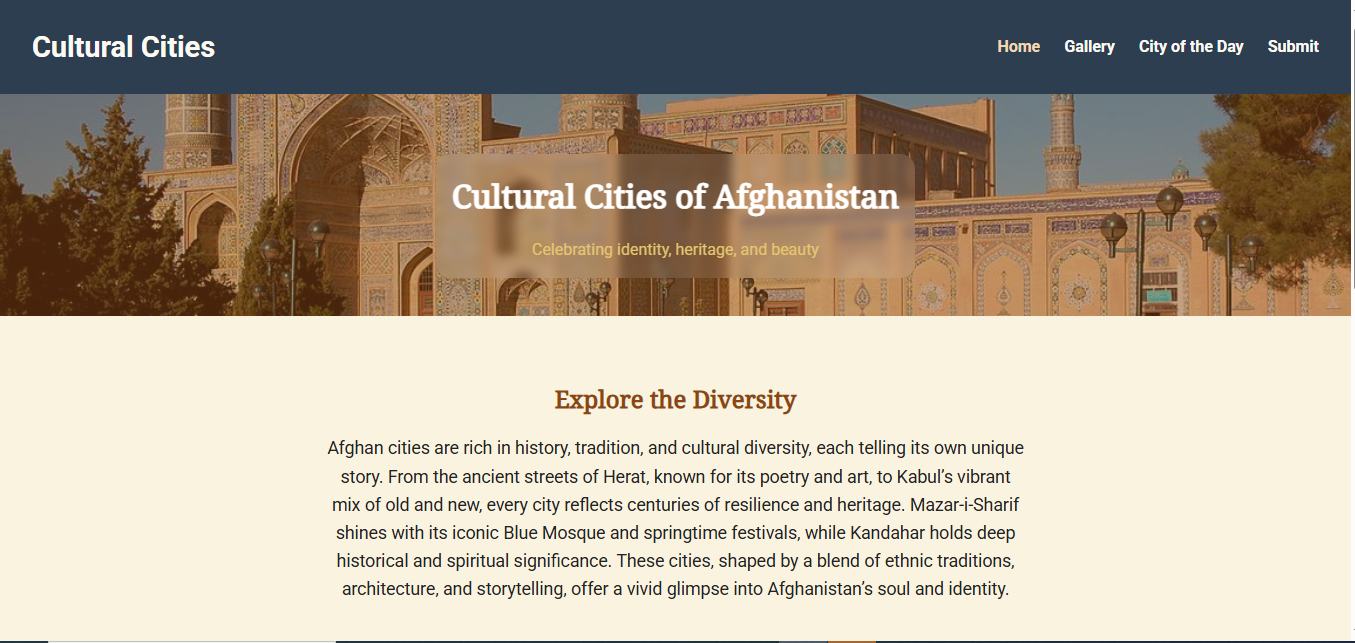 Cultural Cities
Home Gallery City of the Day Submit
Cultural Cities of Afghanistan
Celebrating identity, heritage, and beauty
Explore the Diversity
Afghan cities are rich in history, tradition, and cultural diversity, each telling its own unique
story. From the ancient streets of Herat, known for its poetry and art, to Kabul’s vibrant
mix of old and new, every city reflects centuries of resilience and heritage. Mazar-i-Sharif
shines with its iconic Blue Mosque and springtime festivals, while Kandahar holds deep
historical and spiritual significance. These cities, shaped by a blend of ethnic traditions,
architecture, and storytelling, offer a vivid glimpse into Afghanistan’s soul and identity.